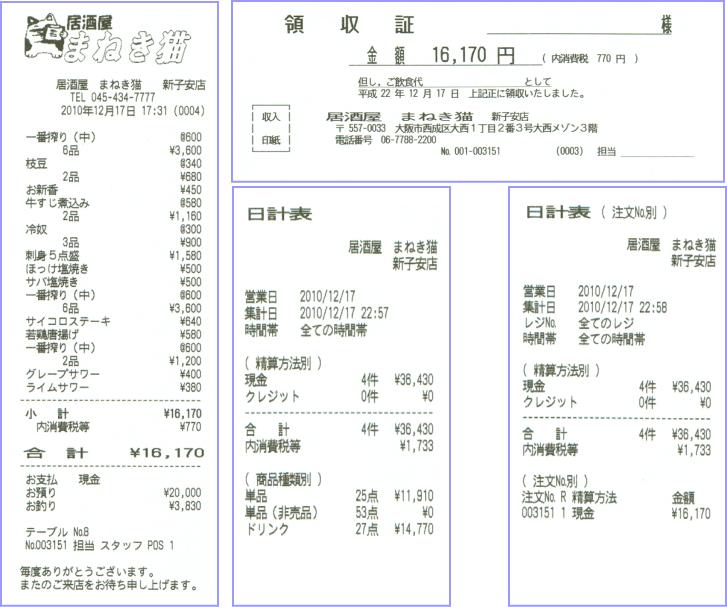 居酒屋
まねき猫
居酒屋 まねき猫 新子安店
TEL 045-434-7777
2010年12月17日 17:31 (0004)
一番搾り（中） @600
6品 ¥3,600
枝豆 @340
2品 ¥680
お新香 ¥450
牛すじ煮込み @580
2品 ¥1,160
冷奴 @300
3品 ¥900
刺身５点盛 ¥1,580
ほっけ塩焼き ¥500
サバ塩焼き ¥500
一番搾り（中） @600
6品 ¥3,600
サイコロステーキ ¥640
若鶏唐揚げ ¥580
一番搾り（中） @600
2品 ¥1,200
グレープサワー ¥400
ライムサワー ¥380
小 計 ¥16,170
内消費税等 ¥770
合 計 ¥16,170
お支払 現金
お預り ¥20,000
お釣り ¥3,830
テーブル №8
№003151 担当 スタッフ POS 1
毎度ありがとうございます。
またのご来店をお待ち申し上げます。
領 収 証 様
金 額 16,170 円 （ 内消費税 770 円 ）
但し，ご飲食代 として
平成 22 年 12 月 17 日 上記正に領収いたしました。
収入
印紙
居酒屋 まねき猫 新子安店
〒 557-0033 大阪市西成区大西１丁目２番３号大西メゾン３階
電話番号 06-7788-2200
№ 001-003151 (0003) 担当
日計表
居酒屋 まねき猫
新子安店
営業日 2010/12/17
集計日 2010/12/17 22:57
時間帯 全ての時間帯
( 精算方法別 )
現金 4件 ¥36,430
クレジット 0件 ¥0
合 計 4件 ¥36,430
内消費税等 ¥1,733
( 商品種類別 )
単品 25点 ¥11,910
単品（非売品） 53点 ¥0
ドリンク 27点 ¥14,770
日計表 ( 注文№別 )
居酒屋 まねき猫
新子安店
営業日 2010/12/17
集計日 2010/12/17 22:58
レジ№ 全てのレジ
時間帯 全ての時間帯
( 精算方法別 )
現金 4件 ¥36,430
クレジット 0件 ¥0
合 計 4件 ¥36,430
内消費税等 ¥1,733
( 注文№別 )
注文№ R 精算方法 金額
003151 1 現金 ¥16,170